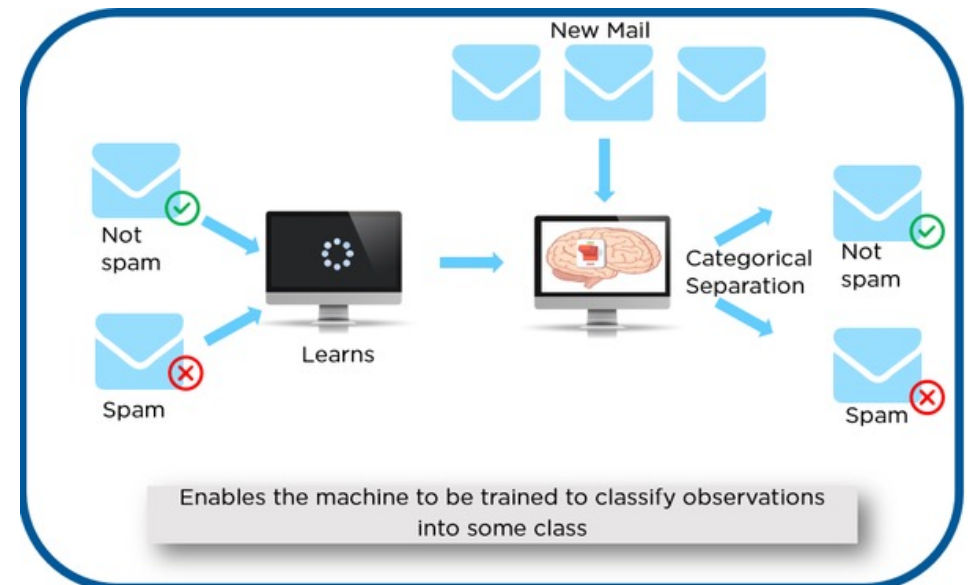 New Mail
Not
spam
Spam
Learns
Categorical
Separation
Not
spam
Spam
Enables the machine to be trained to classify observations
into some class